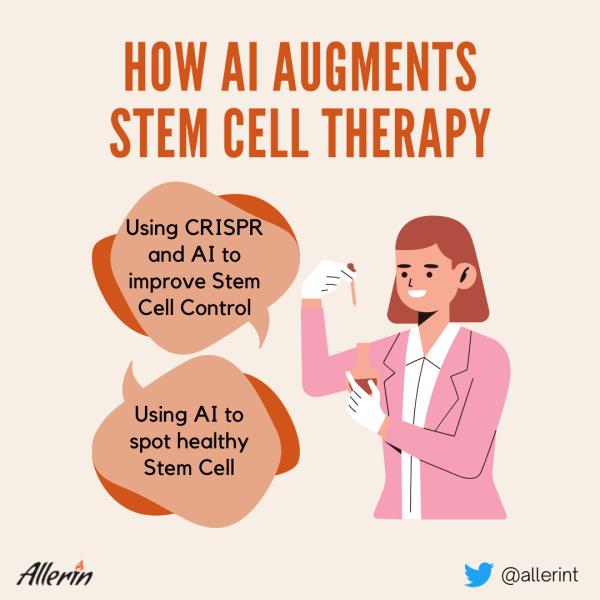 HOW AI AUGMENTS
STEM CELL THERAPY
Using CRISPR
and AI to
improve Stem
Cell Control
Using AI to
spot healthy
Stem Cell
Allerin
@allerint